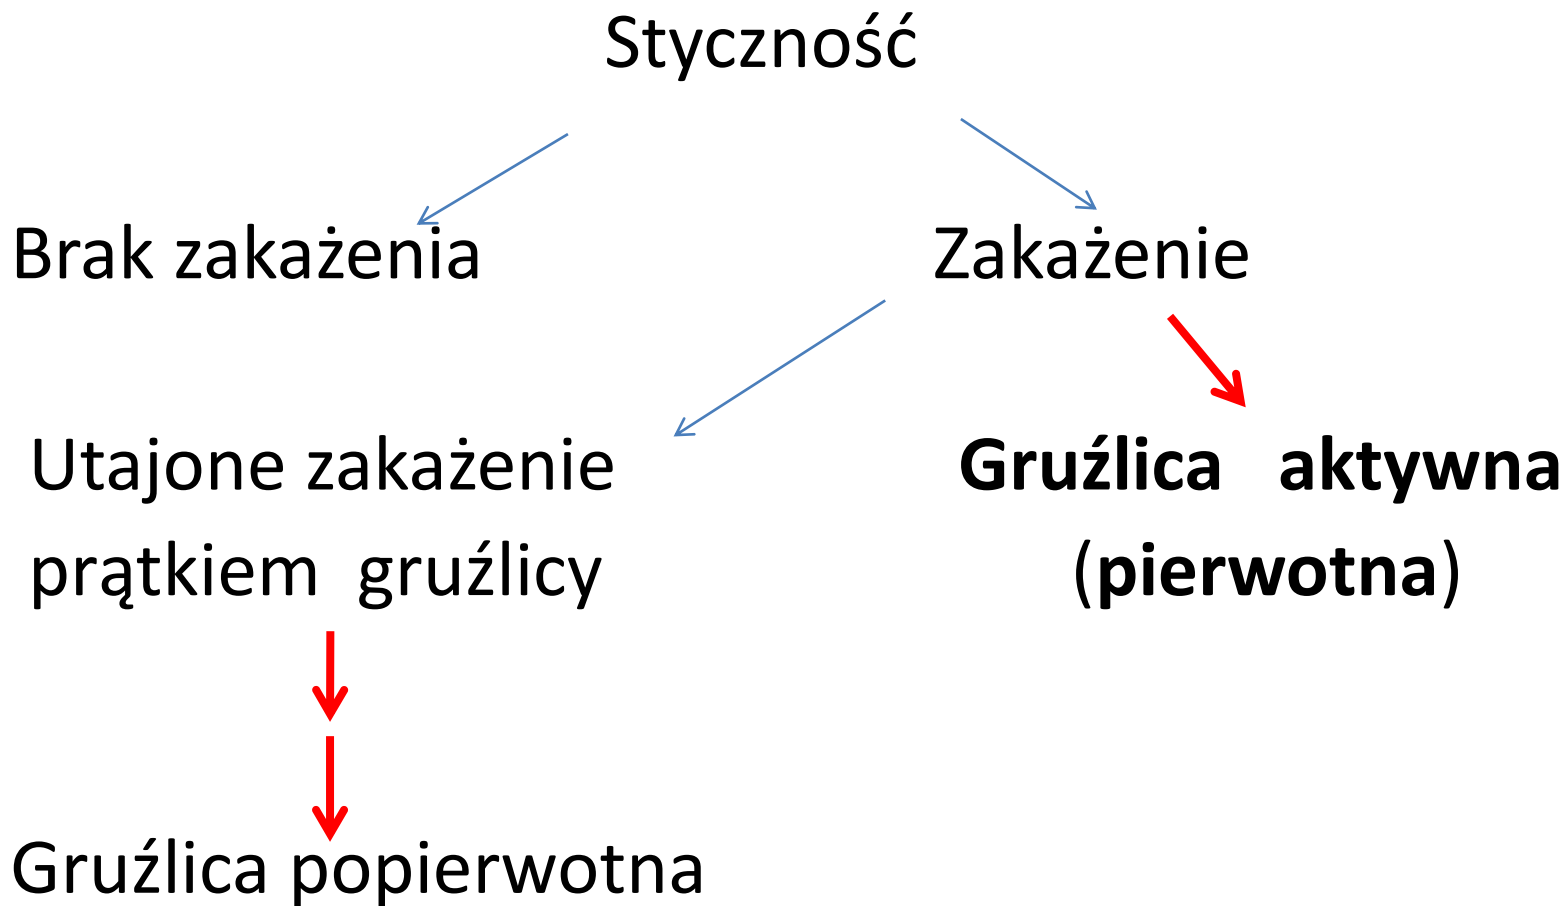 Styczność
Brak zakażenia
Zakażenie
Utajone zakażenie
prątkiem gruźlicy
Gruźlica aktywna
(pierwotna)
Gruźlica popierwotna